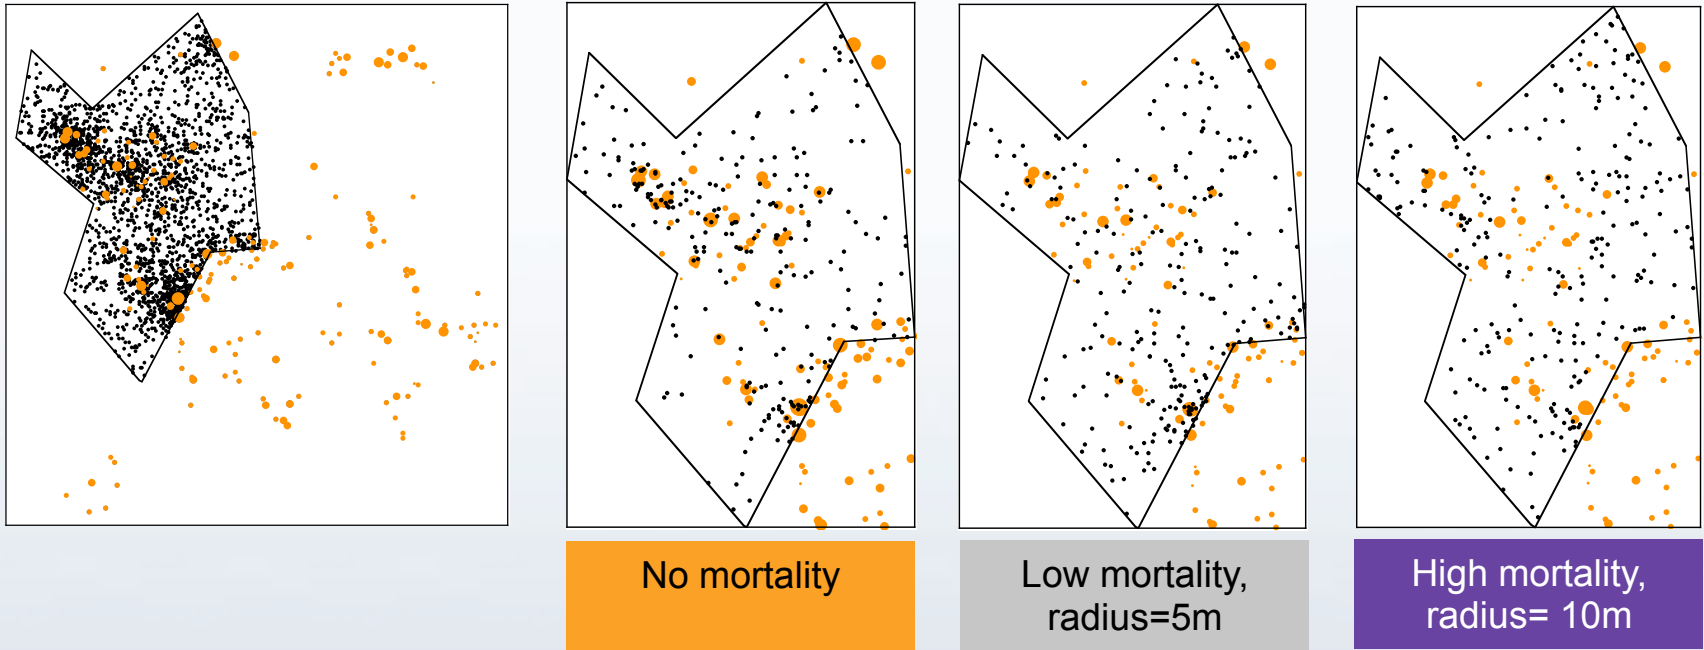 No mortality
Low mortality,
radius=5m
High mortality,
radius= 10m